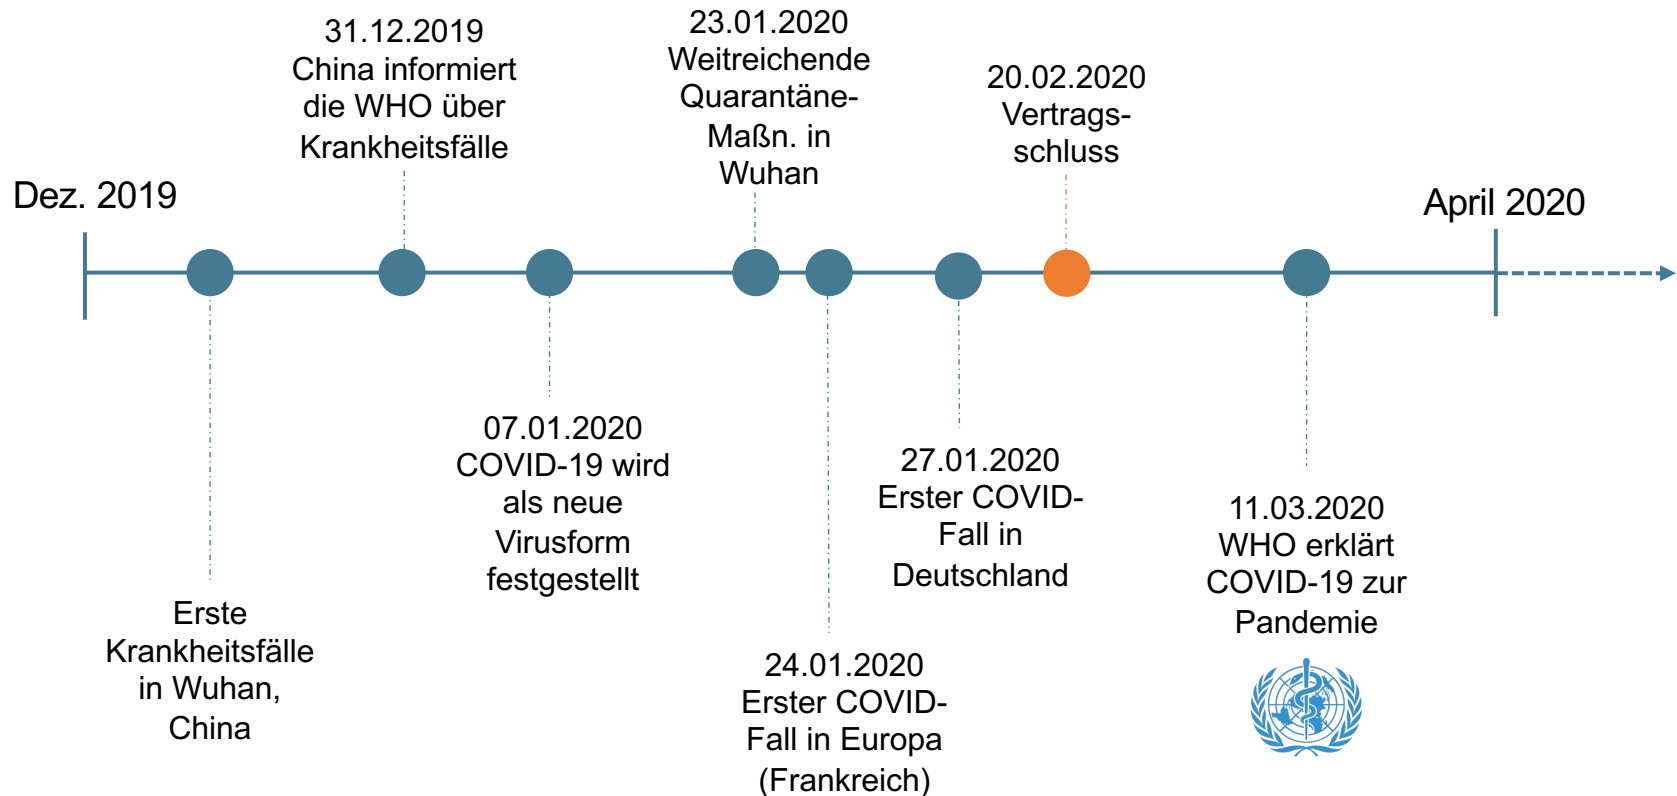 Dez. 2019
Erste
Krankheitsfälle
in Wuhan,
China
31.12.2019
China informiert
die WHO über
Krankheitsfälle
07.01.2020
COVID-19 wird
als neue
Virusform
festgestellt
23.01.2020
Weitreichende
Quarantäne-
Maßn. in
Wuhan
24.01.2020
Erster COVID-
Fall in Europa
(Frankreich)
27.01.2020
Erster COVID-
Fall in
Deutschland
20.02.2020
Vertrags-
schluss
11.03.2020
WHO erklärt
COVID-19 zur
Pandemie
April 2020